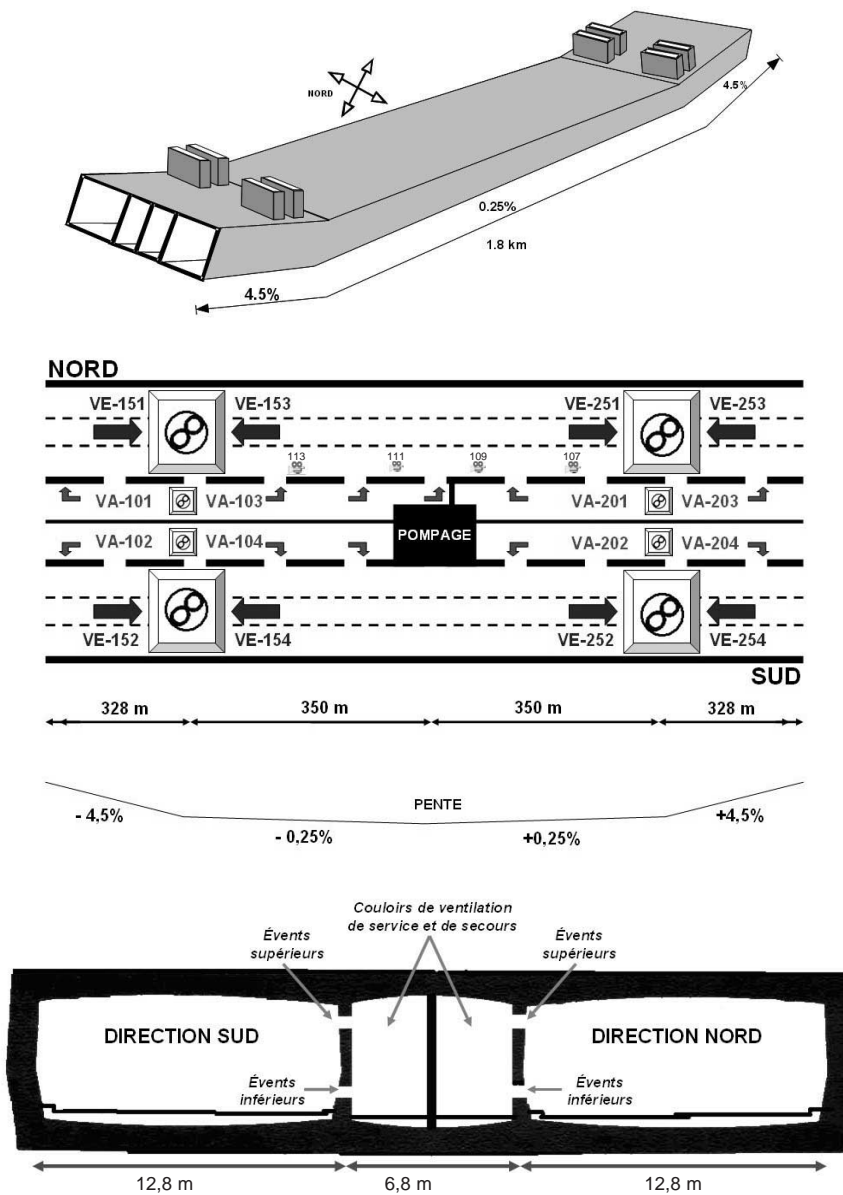 NORD
4.5%
0.25%
1.8 km
4.5%
NORD
VE-151 VE-153 VE-251 VE-253
113 111 109 107
VA-101 VA-103 VA-201 VA-203
POMPAGE
VA-102 VA-104 VA-202 VA-204
VE-152 VE-154 VE-252 VE-254
SUD
328 m 350 m 350 m 328 m
PENTE
- 4,5% +4,5%
- 0,25% +0,25%
Couloirs de ventilation
de service et de secours
Évents
supérieurs
Évents
supérieurs
DIRECTION SUD DIRECTION NORD
Évents
inférieurs
Évents
inférieurs
12,8 m 6,8 m 12,8 m